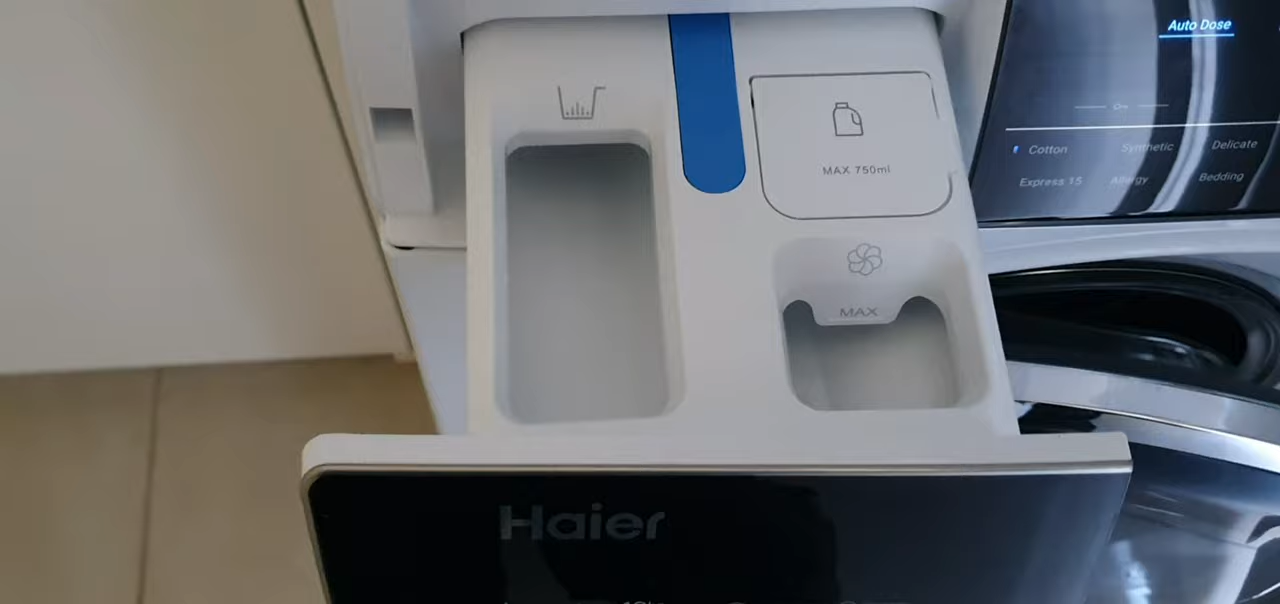 Auto Dose
MAX 750ml
Cotton
Synthetic
Delicate
Express 15
Allergy
Bedding
MAX
Haier